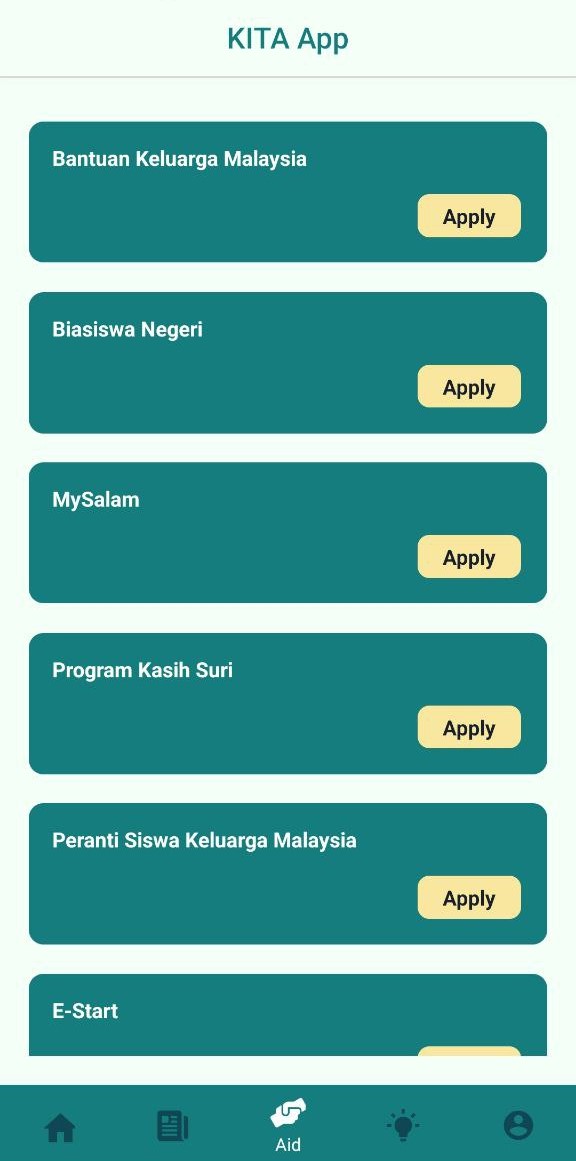 KITA App
Bantuan Keluarga Malaysia
Apply
Biasiswa Negeri
Apply
MySalam
Apply
Program Kasih Suri
Apply
Peranti Siswa Keluarga Malaysia
Apply
E-Start
Aid